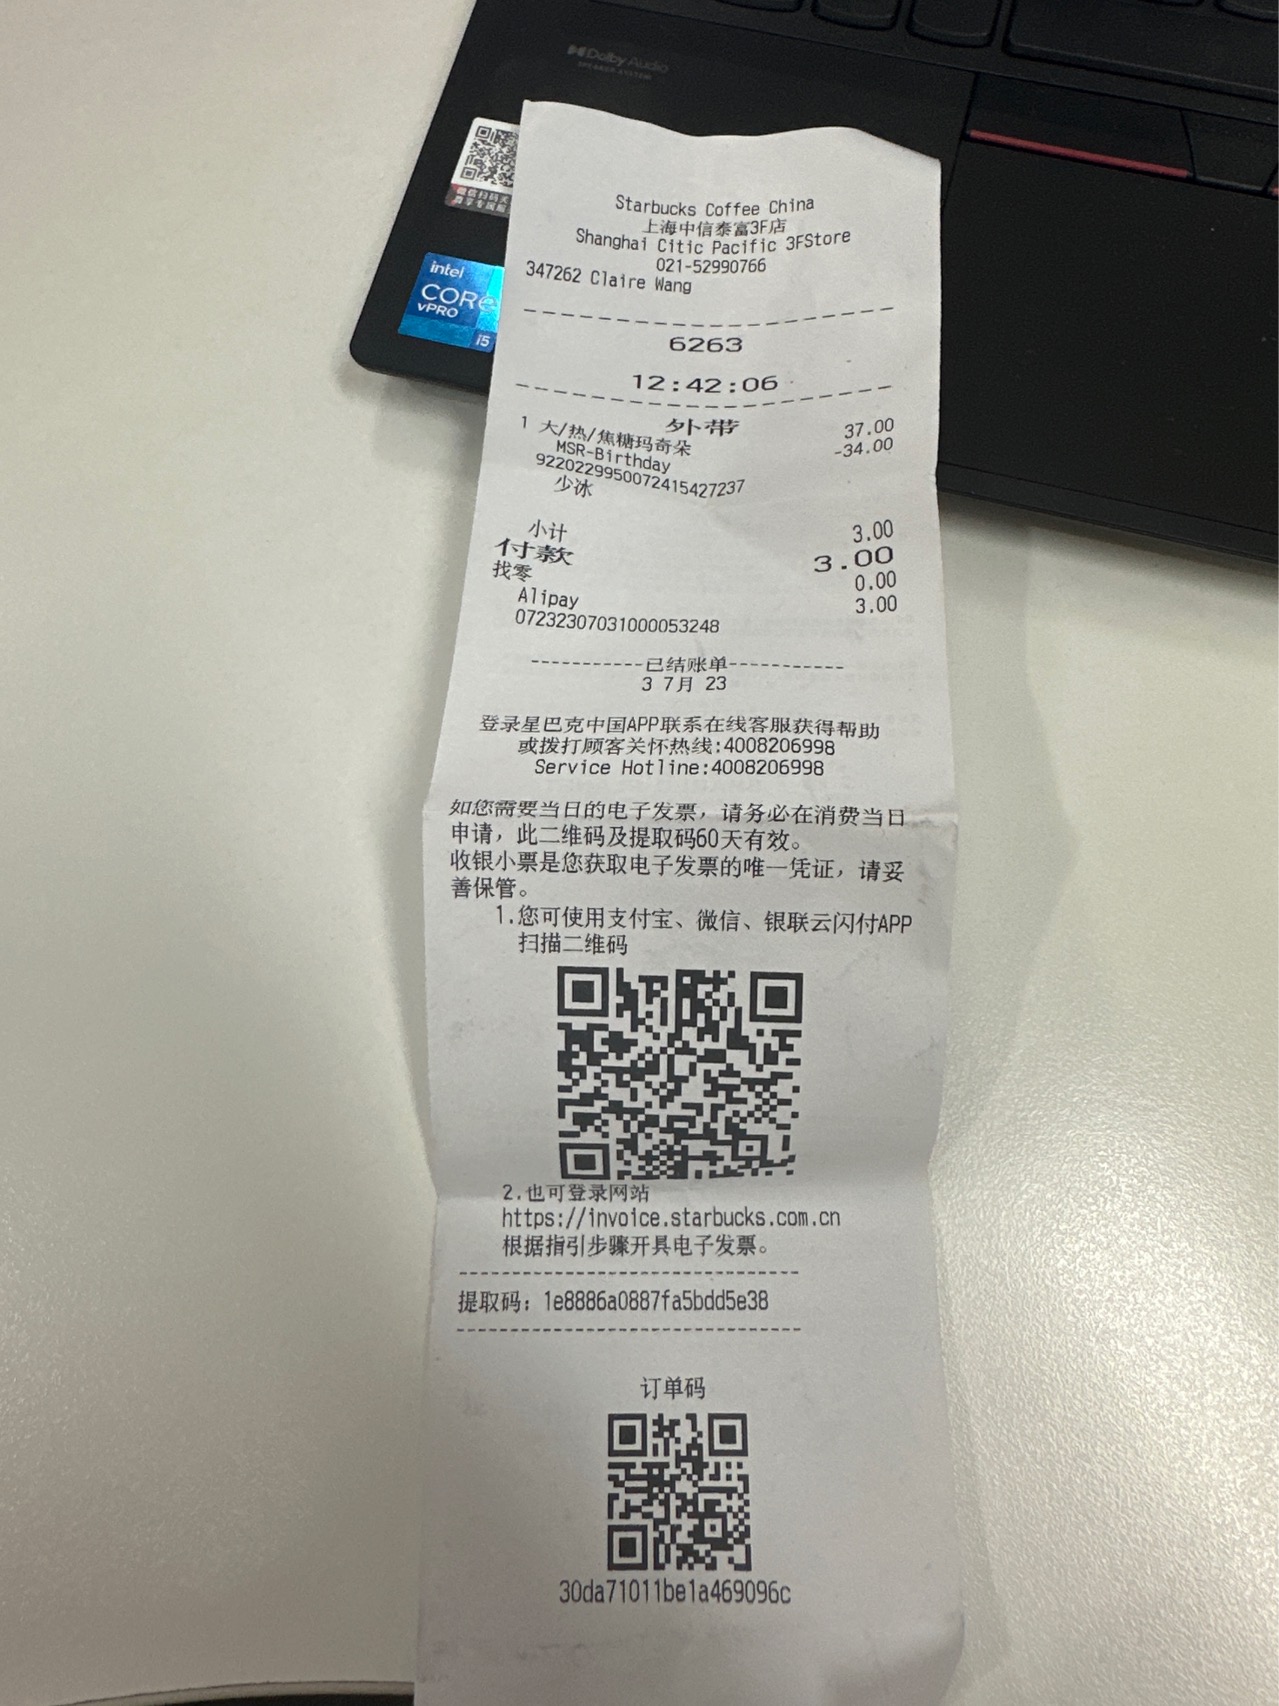 Dolby Audio
SPEAKER SYSTEM
intel
CORE
vPRO
i5
Starbucks Coffee China
上海中信泰富3F店
Shanghai Citic Pacific 3FStore
021-52990766
347262 Claire Wang
6263
12:42:06
外带
1 大/热/焦糖玛奇朵 37.00
MSR-Birthday -34.00
9220229950072415427237
少冰
小计 3.00
付款 3.00
找零 0.00
Alipay 3.00
07232307031000053248
-----------已结账单-----------
3 7月 23
登录星巴克中国APP联系在线客服获得帮助
或拨打顾客关怀热线:4008206998
Service Hotline:4008206998
如您需要当日的电子发票，请务必在消费当日
申请，此二维码及提取码60天有效。
收银小票是您获取电子发票的唯一凭证，请妥
善保管。
1.您可使用支付宝、微信、银联云闪付APP
扫描二维码
2.也可登录网站
https://invoice.starbucks.com.cn
根据指引步骤开具电子发票。
提取码：1e8886a0887fa5bdd5e38
订单码
30da71011be1a469096c